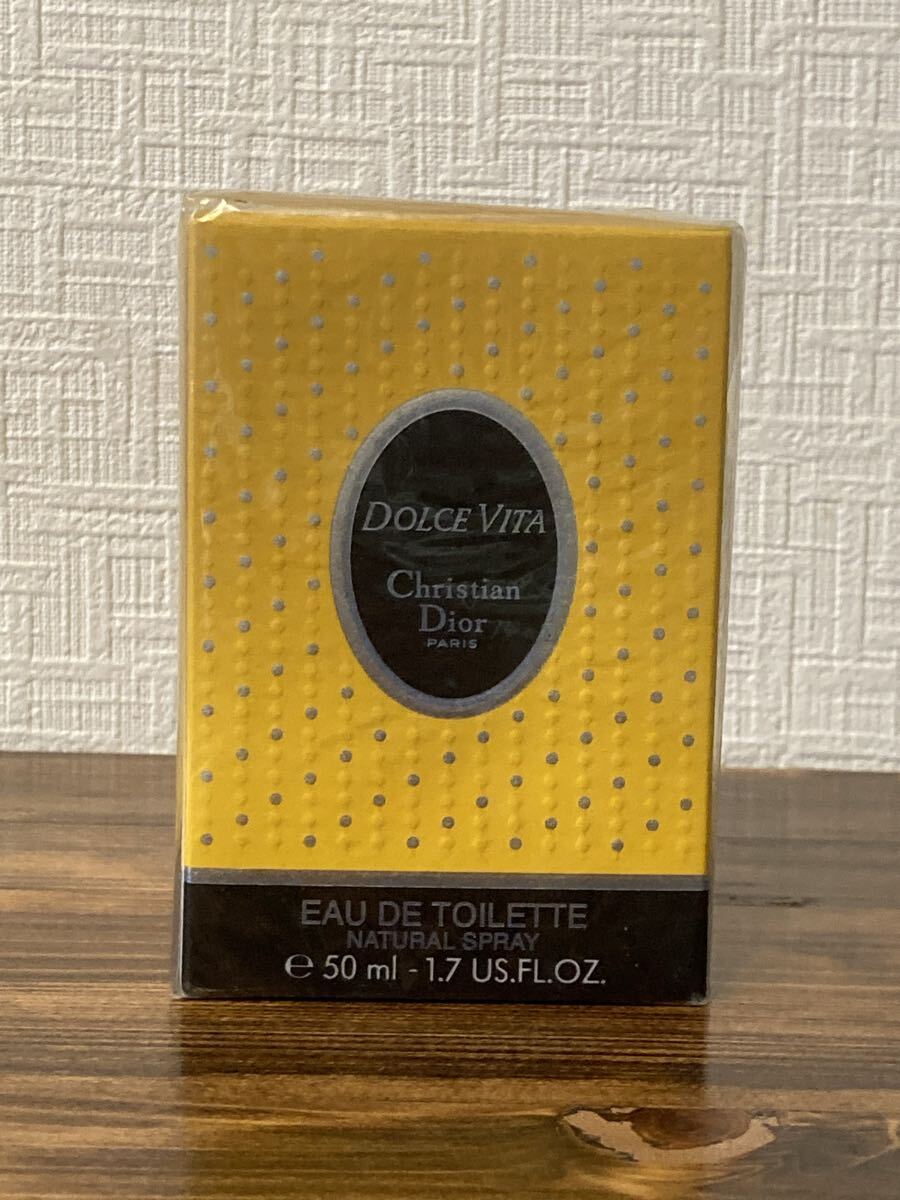 DOLCE VITA
Christian
Dior
PARIS
EAU DE TOILETTE
NATURAL SPRAY
℮ 50 ml - 1.7 US.FL.OZ.